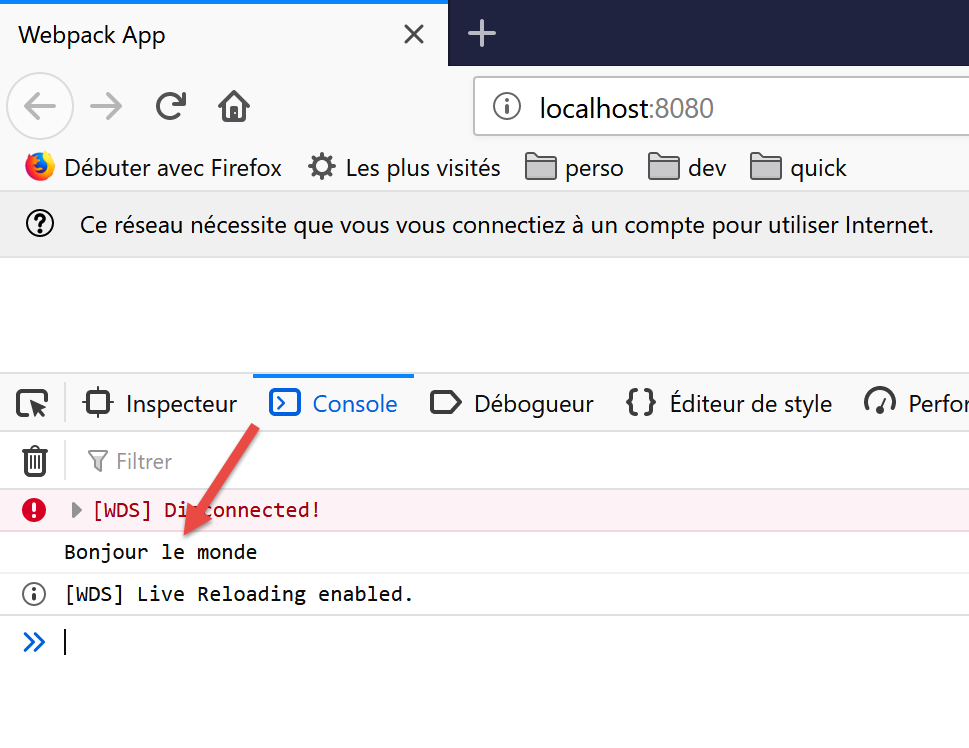 Webpack App
localhost:8080
Débuter avec Firefox Les plus visités perso dev quick
Ce réseau nécessite que vous vous connectiez à un compte pour utiliser Internet.
Inspecteur Console Débogueur Éditeur de style Perfor
Filtrer
[WDS] Disconnected!
Bonjour le monde
[WDS] Live Reloading enabled.